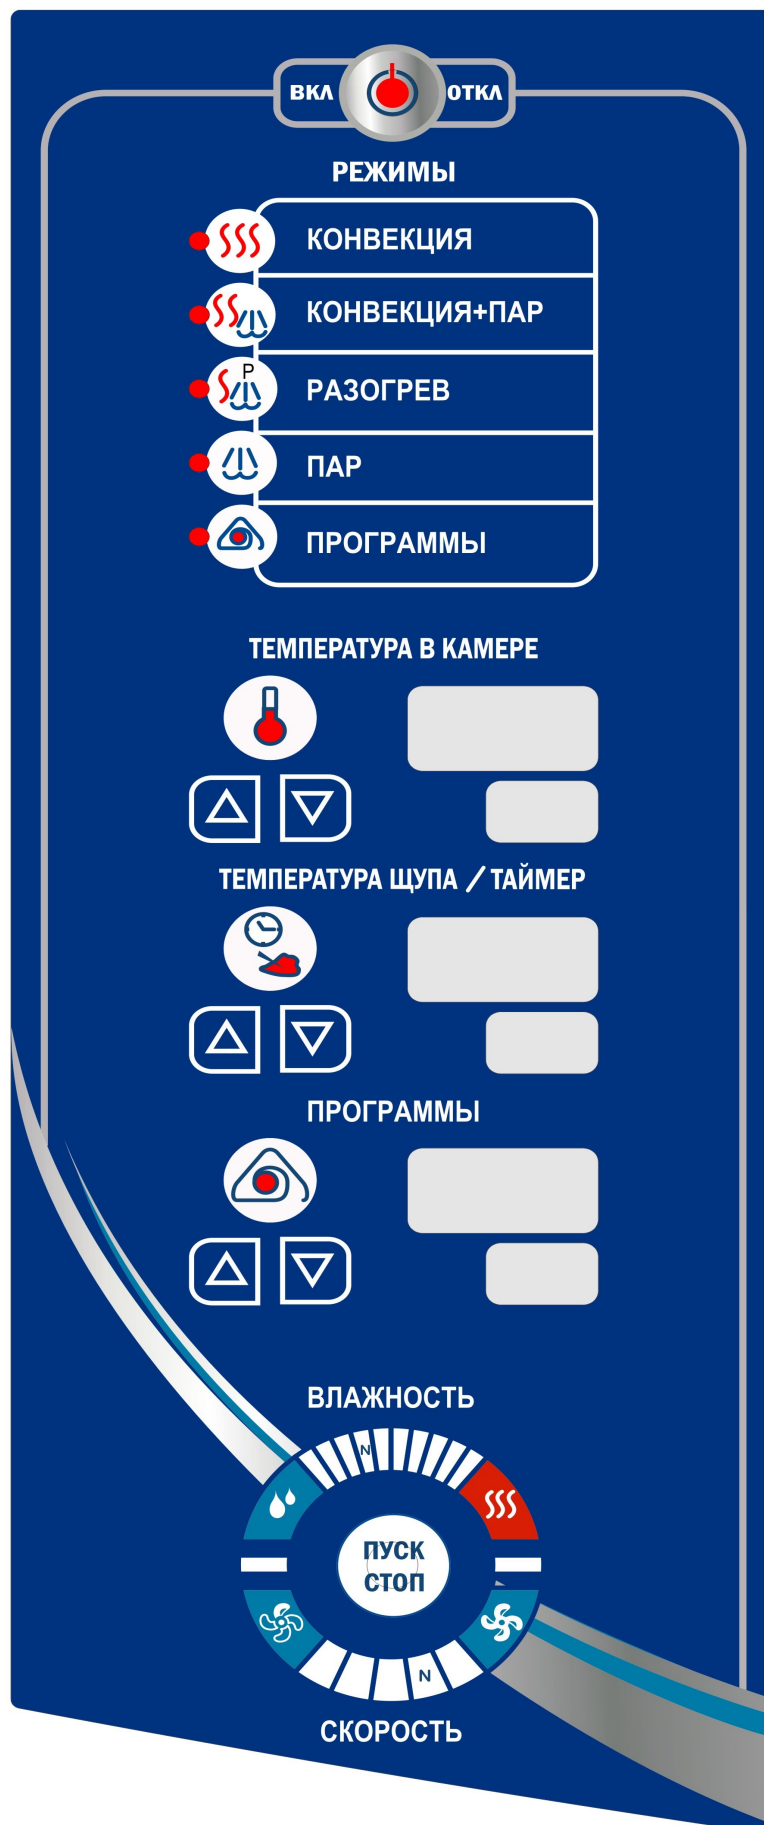 ВКЛ ОТКЛ
РЕЖИМЫ
КОНВЕКЦИЯ
КОНВЕКЦИЯ+ПАР
P
РАЗОГРЕВ
ПАР
ПРОГРАММЫ
ТЕМПЕРАТУРА В КАМЕРЕ
ТЕМПЕРАТУРА ЩУПА / ТАЙМЕР
ПРОГРАММЫ
ВЛАЖНОСТЬ
N
ПУСК
СТОП
N
СКОРОСТЬ